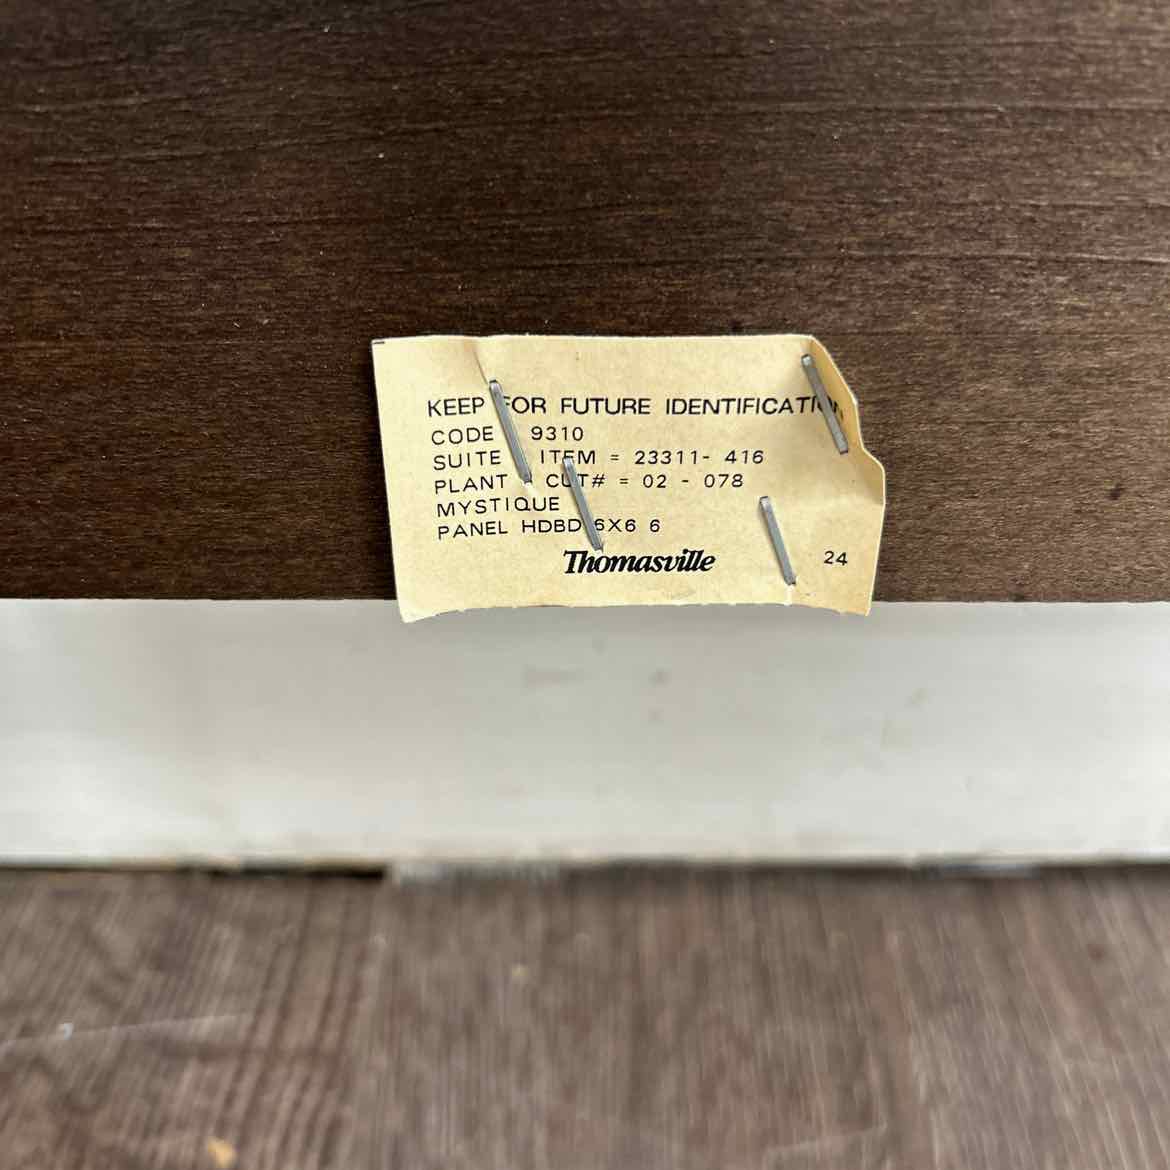 KEEP FOR FUTURE IDENTIFICATION
CODE 9310
SUITE ITEM = 23311- 416
PLANT CUT# = 02 - 078
MYSTIQUE
PANEL HDBD 6X6 6
Thomasville 24